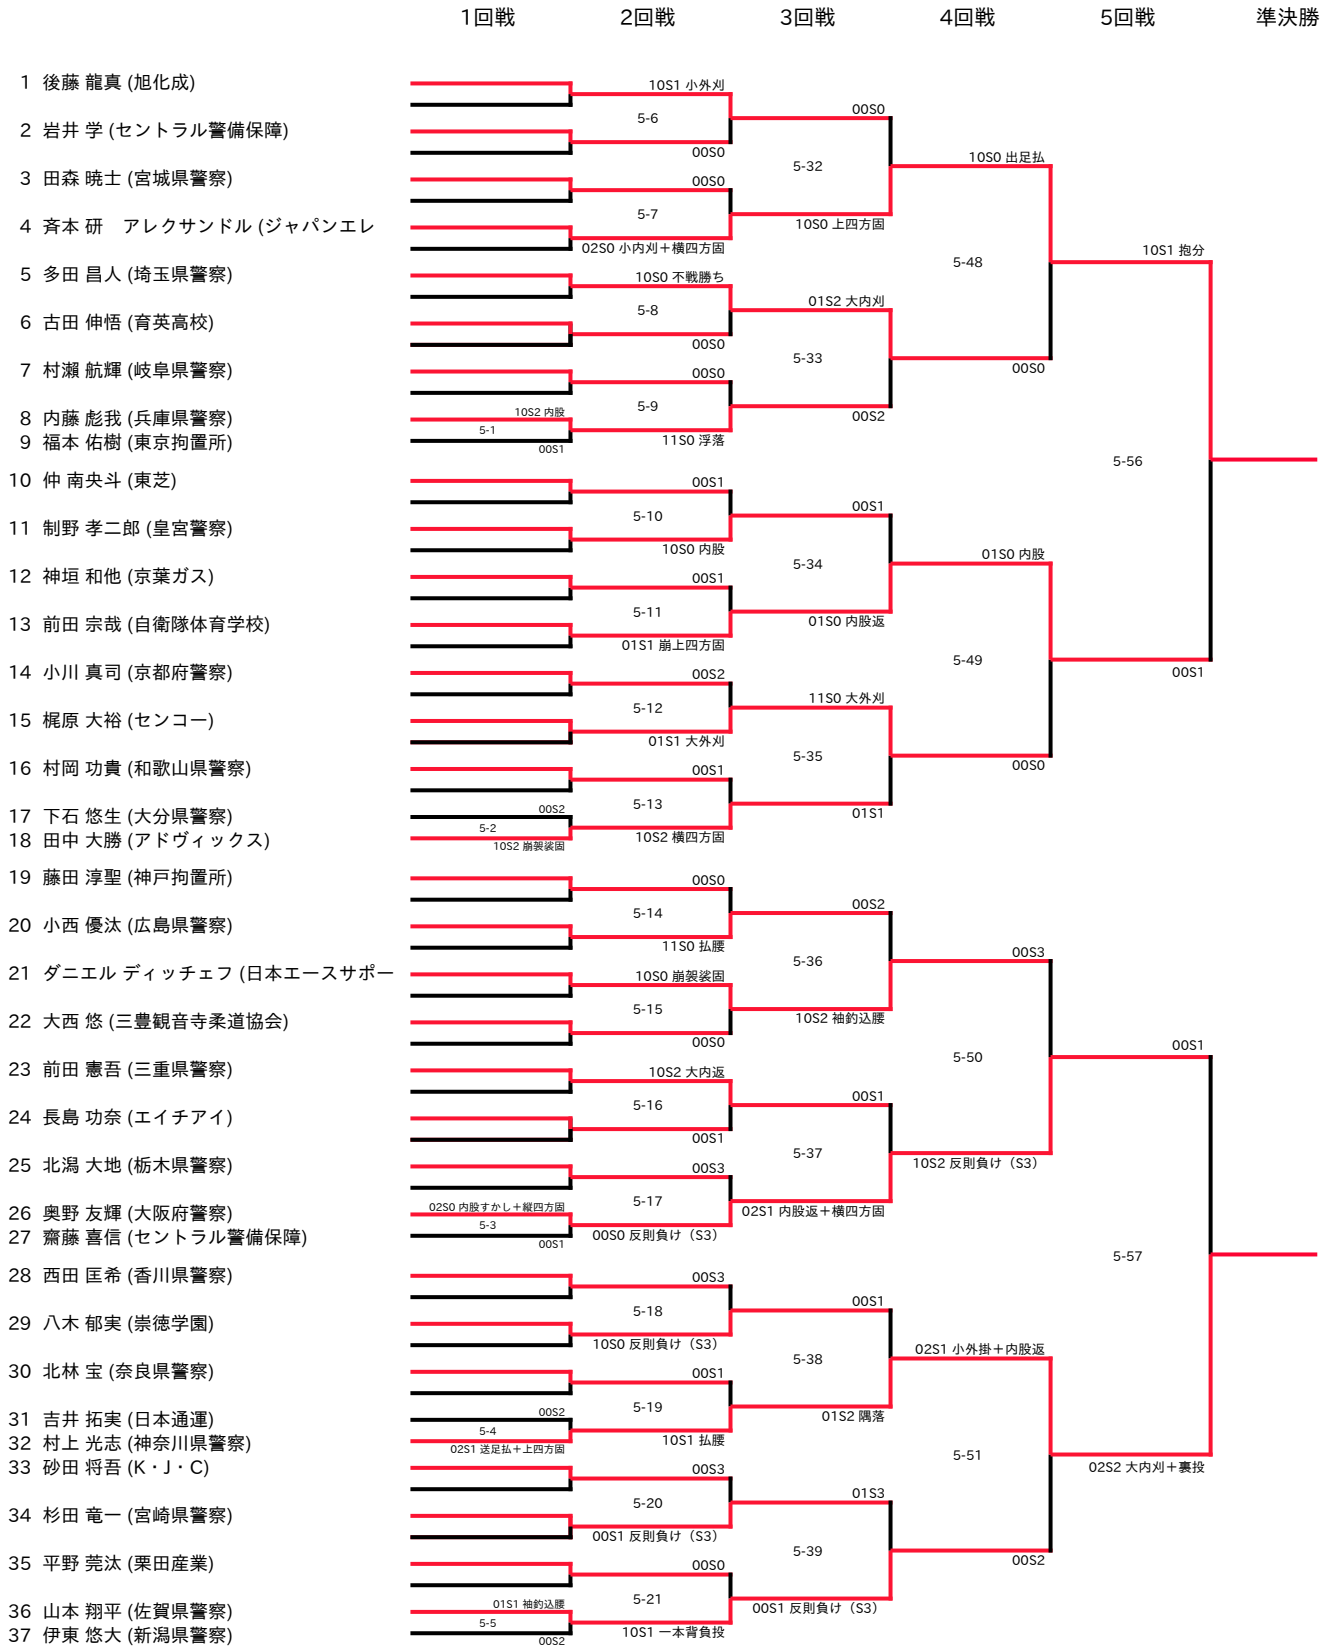 1回戦 2回戦 3回戦 4回戦 5回戦 準決勝
1 後藤 龍真 (旭化成)
10S1 小外刈
00S0
5-6
2 岩井 学 (セントラル警備保障)
00S0
10S0 出足払
5-32
3 田森 暁士 (宮城県警察)
00S0
5-7
10S0 上四方固
4 斉本 研　アレクサンドル (ジャパンエレ
02S0 小内刈＋横四方固
10S1 抱分
5-48
5 多田 昌人 (埼玉県警察)
10S0 不戦勝ち
01S2 大内刈
5-8
6 古田 伸悟 (育英高校)
00S0
5-33
00S0
7 村瀬 航輝 (岐阜県警察)
00S0
5-9
8 内藤 彪我 (兵庫県警察)
10S2 内股
00S2
5-1
9 福本 佑樹 (東京拘置所)
00S1
11S0 浮落
5-56
10 仲 南央斗 (東芝)
00S1
00S1
5-10
11 制野 孝二郎 (皇宮警察)
10S0 内股
01S0 内股
5-34
12 神垣 和他 (京葉ガス)
00S1
5-11
01S0 内股返
13 前田 宗哉 (自衛隊体育学校)
01S1 崩上四方固
5-49
00S1
14 小川 真司 (京都府警察)
00S2
11S0 大外刈
5-12
15 梶原 大裕 (センコー)
01S1 大外刈
5-35
00S0
16 村岡 功貴 (和歌山県警察)
00S1
5-13
17 下石 悠生 (大分県警察)
00S2
01S1
5-2
18 田中 大勝 (アドヴィックス)
10S2 崩袈裟固
10S2 横四方固
19 藤田 淳聖 (神戸拘置所)
00S0
00S2
5-14
20 小西 優汰 (広島県警察)
11S0 払腰
00S3
5-36
21 ダニエル ディッチェフ (日本エースサポー
10S0 崩袈裟固
5-15
10S2 袖釣込腰
22 大西 悠 (三豊観音寺柔道協会)
00S0
00S1
5-50
23 前田 憲吾 (三重県警察)
10S2 大内返
00S1
5-16
24 長島 功奈 (エイチアイ)
00S1
5-37
10S2 反則負け（S3）
25 北潟 大地 (栃木県警察)
00S3
5-17
26 奥野 友輝 (大阪府警察)
02S0 内股すかし＋縦四方固
02S1 内股返＋横四方固
5-3
27 齋藤 喜信 (セントラル警備保障)
00S1
00S0 反則負け（S3）
5-57
28 西田 匡希 (香川県警察)
00S3
00S1
5-18
29 八木 郁実 (崇徳学園)
10S0 反則負け（S3）
02S1 小外掛＋内股返
5-38
30 北林 宝 (奈良県警察)
00S1
5-19
01S2 隅落
31 吉井 拓実 (日本通運)
00S2
5-4
32 村上 光志 (神奈川県警察)
02S1 送足払＋上四方固
10S1 払腰
5-51
33 砂田 将吾 (K・J・C)
00S3
02S2 大内刈＋裏投
01S3
5-20
34 杉田 竜一 (宮崎県警察)
00S1 反則負け（S3）
5-39
00S2
35 平野 莞汰 (栗田産業)
00S0
5-21
00S1 反則負け（S3）
36 山本 翔平 (佐賀県警察)
01S1 袖釣込腰
5-5
37 伊東 悠大 (新潟県警察)
00S2
10S1 一本背負投